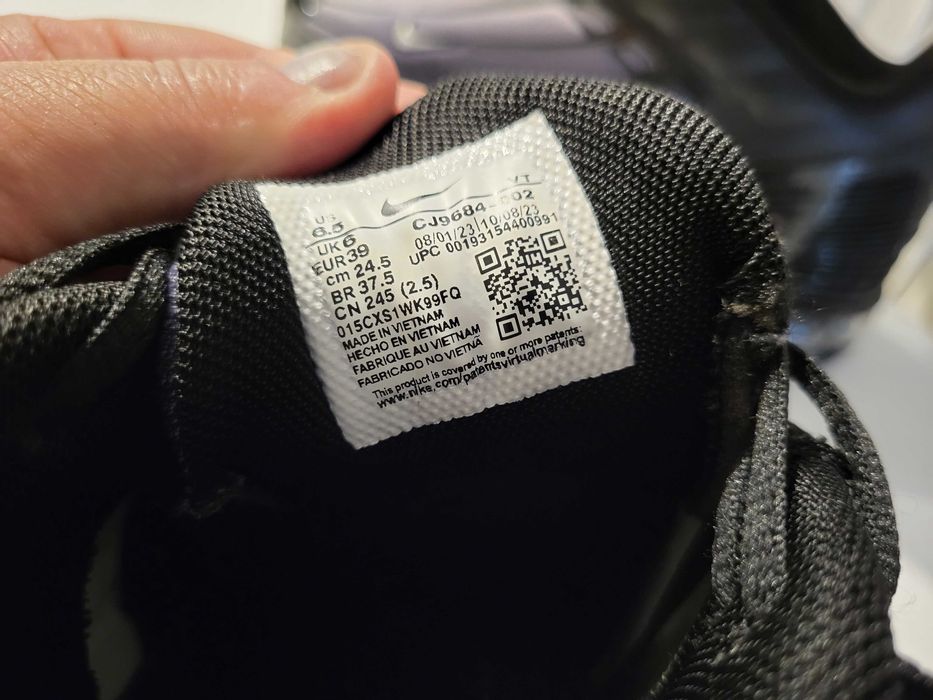 US
6.5
UK 6
EUR 39
cm 24.5
BR 37.5
CN 245 (2.5)
015CXS1WK99FQ
MADE IN VIETNAM
HECHO EN VIETNAM
FABRIQUE AU VIETNAM
FABRICADO NO VIETNÃ
VT
CJ9684-002
08/01/23 10/08/23
UPC 00193154400991
This product is covered by one or more patents:
www.nike.com/patentsvirtualmarking